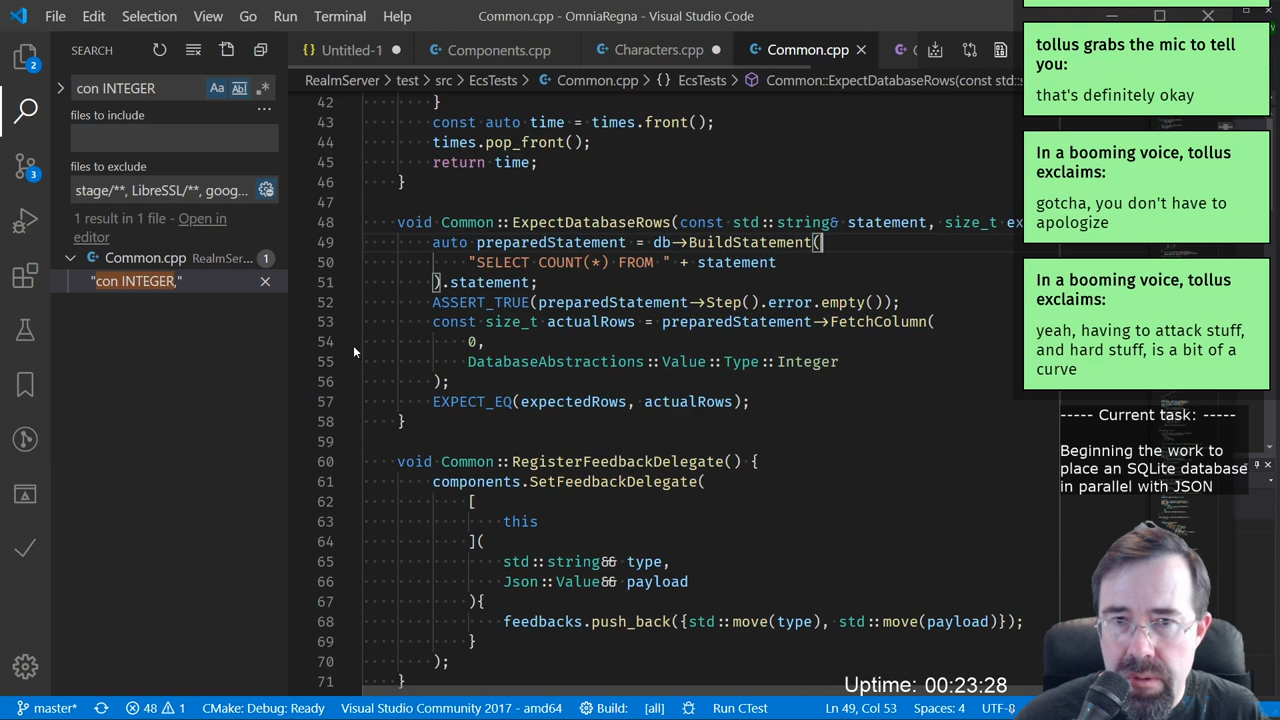 File Edit Selection View Go Run Terminal Help
Common.cpp - OmniaRegna - Visual Studio Code
SEARCH
Untitled-1 Components.cpp Characters.cpp Common.cpp
con INTEGER
Aa
files to include
files to exclude
stage/**, LibreSSL/**, goog...
1 result in 1 file - Open in
editor
Common.cpp RealmSer... 1
"con INTEGER,"
2
3
RealmServer > test > src > EcsTests > Common.cpp > {} EcsTests > Common::ExpectDatabaseRows(const std::s
42 }
43 const auto time = times.front();
44 times.pop_front();
45 return time;
46 }
47
48 void Common::ExpectDatabaseRows(const std::string& statement, size_t ex
49 auto preparedStatement = db->BuildStatement(
50 "SELECT COUNT(*) FROM " + statement
51 ).statement;
52 ASSERT_TRUE(preparedStatement->Step().error.empty());
53 const size_t actualRows = preparedStatement->FetchColumn(
54 0,
55 DatabaseAbstractions::Value::Type::Integer
56 );
57 EXPECT_EQ(expectedRows, actualRows);
58 }
59
60 void Common::RegisterFeedbackDelegate() {
61 components.SetFeedbackDelegate(
62 [
63 this
64 ](
65 std::string&& type,
66 Json::Value&& payload
67 ){
68 feedbacks.push_back({std::move(type), std::move(payload)});
69 }
70 );
71 }
tollus grabs the mic to tell
you:
that's definitely okay
In a booming voice, tollus
exclaims:
gotcha, you don't have to
apologize
In a booming voice, tollus
exclaims:
yeah, having to attack stuff,
and hard stuff, is a bit of a
curve
----- Current task: -----
Beginning the work to
place an SQLite database
in parallel with JSON
Uptime: 00:23:28
master* 48 1 CMake: Debug: Ready Visual Studio Community 2017 - amd64 Build: [all] Run CTest Ln 49, Col 53 Spaces: 4 UTF-8